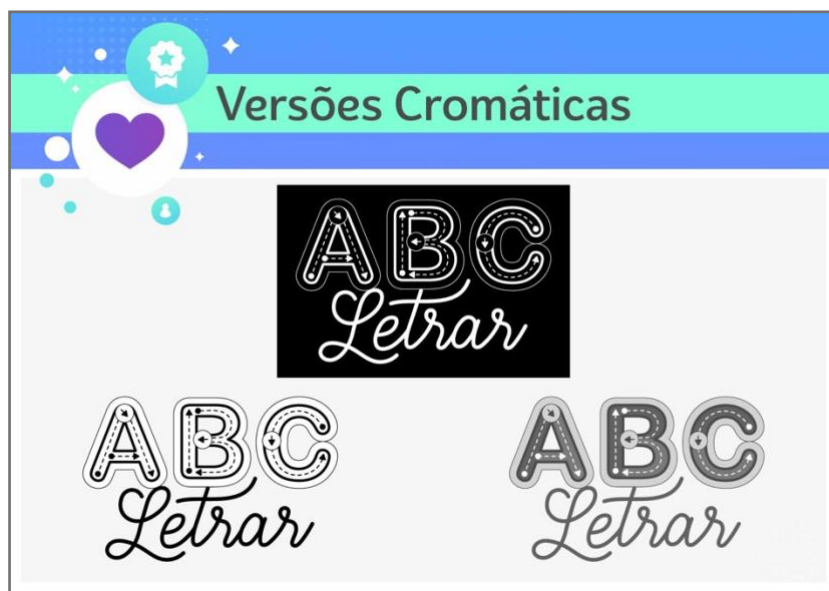 Versões Cromáticas
ABC
Letrar
ABC
Letrar
ABC
Letrar